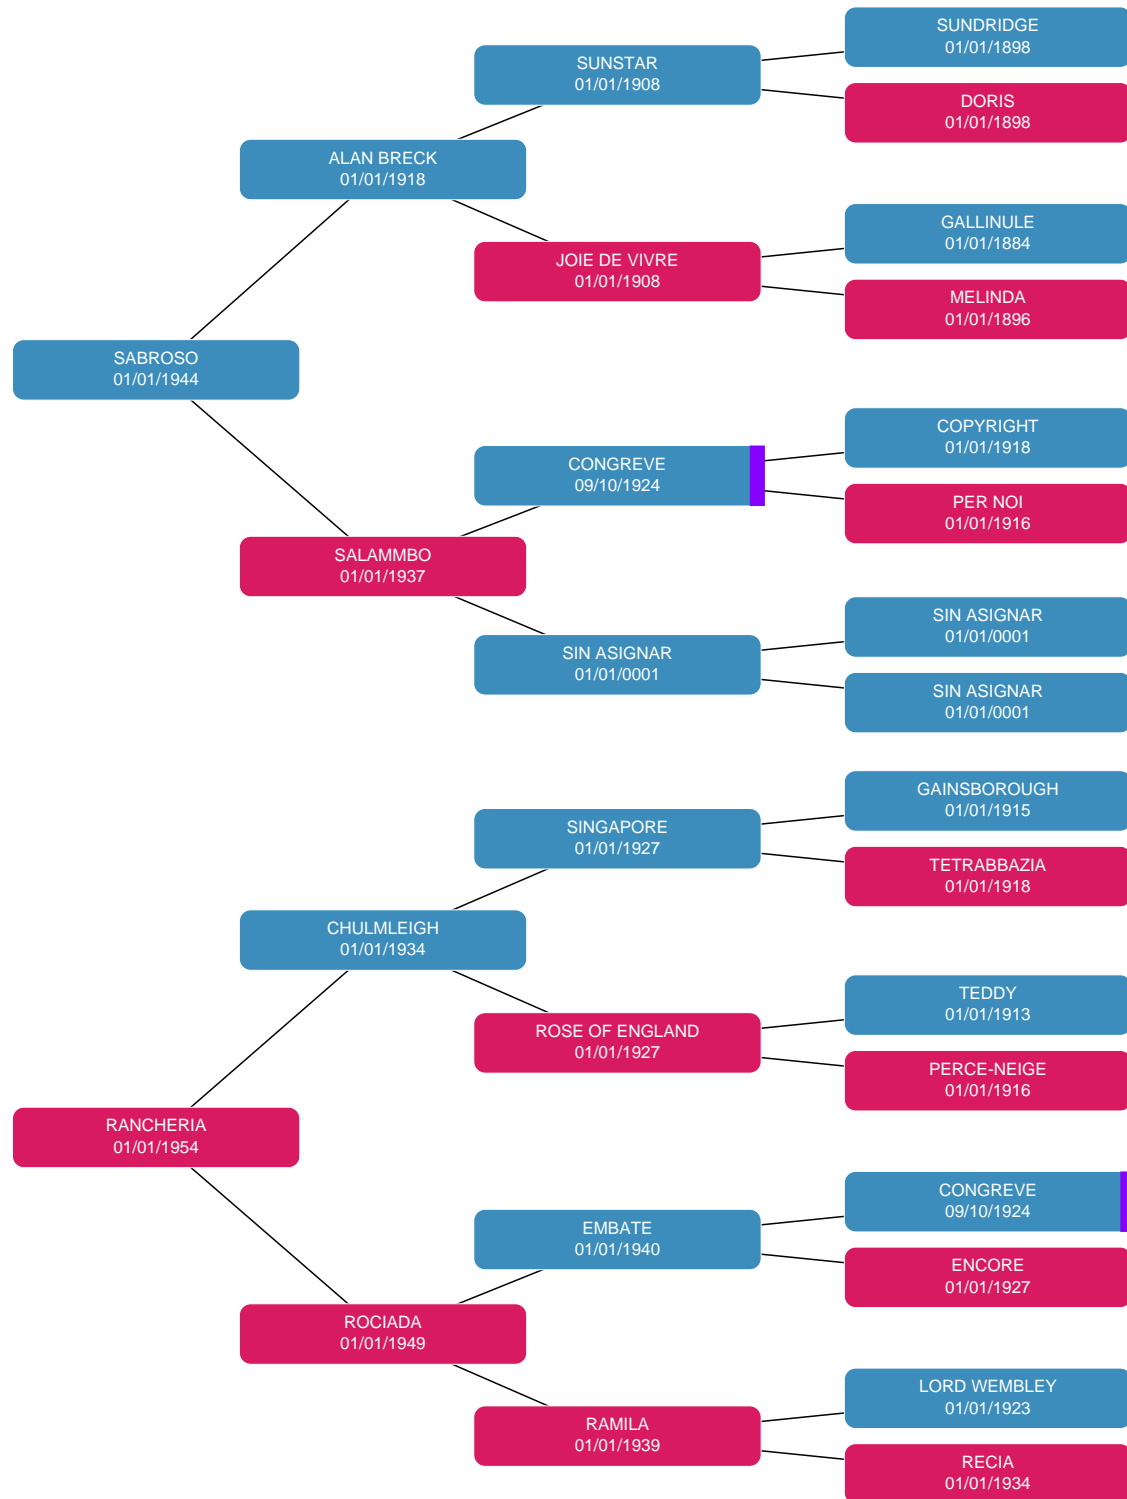 SUNDRIDGE
01/01/1898
SUNSTAR
01/01/1908
DORIS
01/01/1898
ALAN BRECK
01/01/1918
GALLINULE
01/01/1884
JOIE DE VIVRE
01/01/1908
MELINDA
01/01/1896
SABROSO
01/01/1944
COPYRIGHT
01/01/1918
CONGREVE
09/10/1924
PER NOI
01/01/1916
SALAMMBO
01/01/1937
SIN ASIGNAR
01/01/0001
SIN ASIGNAR
01/01/0001
SIN ASIGNAR
01/01/0001
GAINSBOROUGH
01/01/1915
SINGAPORE
01/01/1927
TETRABBAZIA
01/01/1918
CHULMLEIGH
01/01/1934
TEDDY
01/01/1913
ROSE OF ENGLAND
01/01/1927
PERCE-NEIGE
01/01/1916
RANCHERIA
01/01/1954
CONGREVE
09/10/1924
EMBATE
01/01/1940
ENCORE
01/01/1927
ROCIADA
01/01/1949
LORD WEMBLEY
01/01/1923
RAMILA
01/01/1939
RECIA
01/01/1934